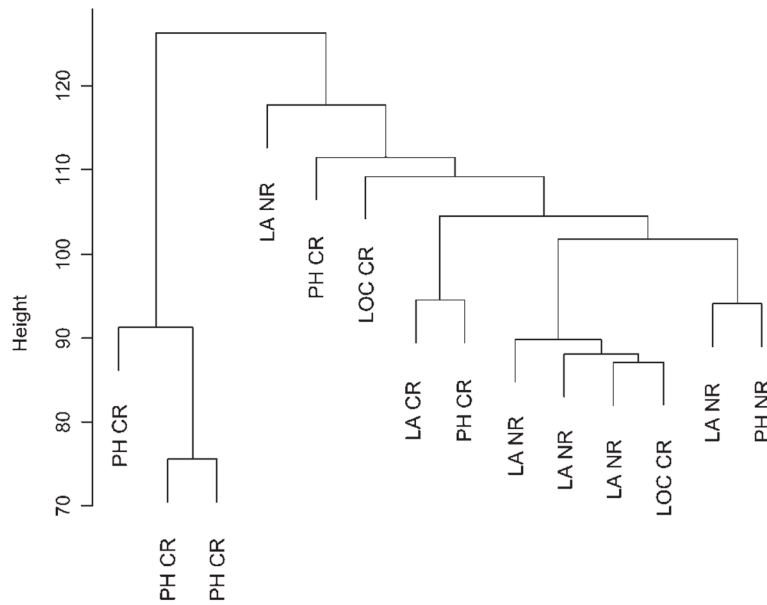 Height
120
110
100
90
80
70
PH CR
PH CR
PH CR
LA NR
PH CR
LOC CR
LA CR
PH CR
LA NR
LA NR
LA NR
LOC CR
LA NR
PH NR